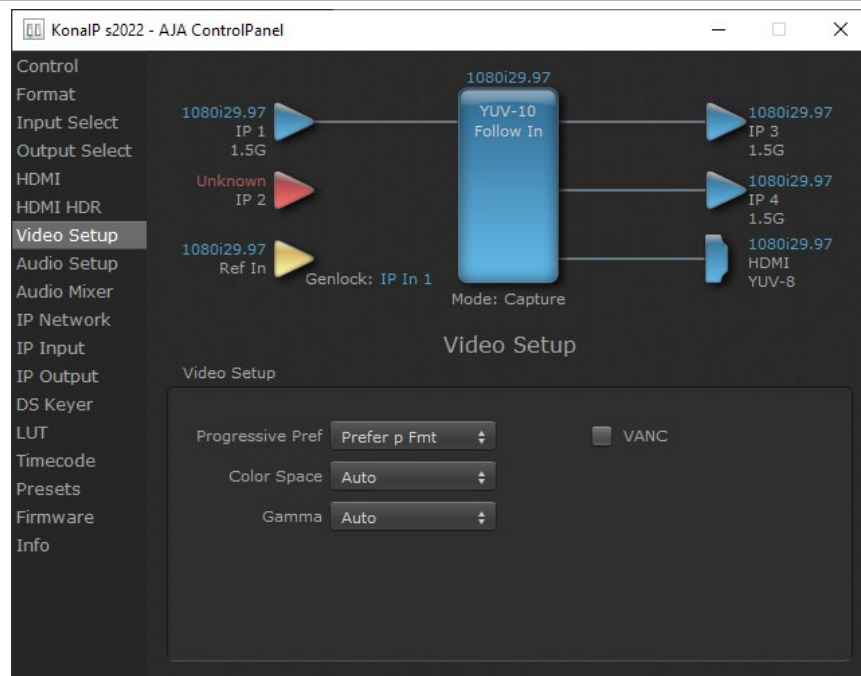 KonaIP s2022 - AJA ControlPanel
Control
Format
Input Select
Output Select
HDMI
HDMI HDR
Video Setup
Audio Setup
Audio Mixer
IP Network
IP Input
IP Output
DS Keyer
LUT
Timecode
Presets
Firmware
Info
1080i29.97
IP 1
1.5G
Unknown
IP 2
1080i29.97
Ref In
Genlock: IP In 1
1080i29.97
YUV-10
Follow In
Mode: Capture
1080i29.97
IP 3
1.5G
1080i29.97
IP 4
1.5G
1080i29.97
HDMI
YUV-8
Video Setup
Video Setup
Progressive Pref Prefer p Fmt VANC
Color Space Auto
Gamma Auto